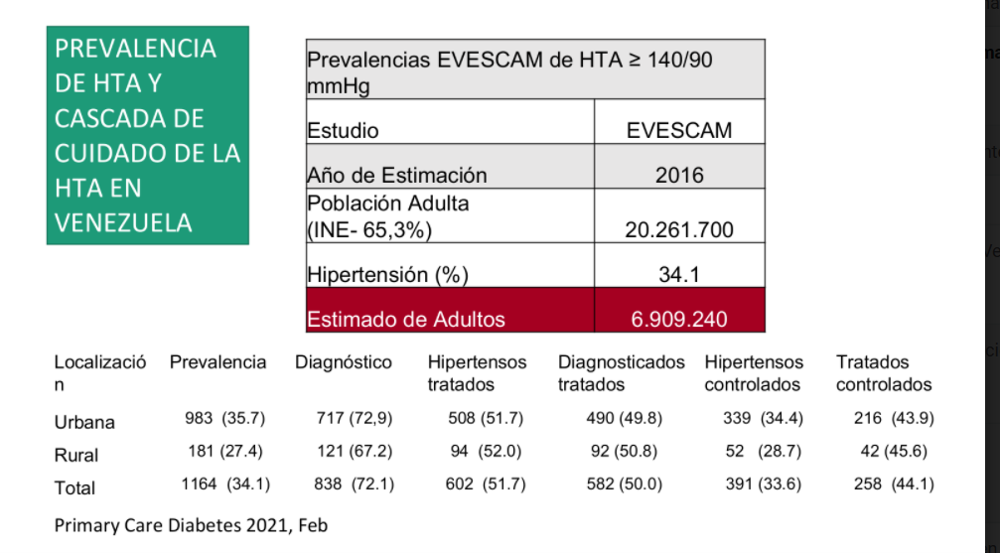 PREVALENCIA
DE HTA Y
CASCADA DE
CUIDADO DE LA
HTA EN
VENEZUELA
Prevalencias EVESCAM de HTA ≥ 140/90
mmHg
Estudio EVESCAM
Año de Estimación 2016
Población Adulta
(INE- 65,3%) 20.261.700
Hipertensión (%) 34.1
Estimado de Adultos 6.909.240
Localizació Prevalencia Diagnóstico Hipertensos Diagnosticados Hipertensos Tratados
n tratados tratados controlados controlados
Urbana 983 (35.7) 717 (72,9) 508 (51.7) 490 (49.8) 339 (34.4) 216 (43.9)
Rural 181 (27.4) 121 (67.2) 94 (52.0) 92 (50.8) 52 (28.7) 42 (45.6)
Total 1164 (34.1) 838 (72.1) 602 (51.7) 582 (50.0) 391 (33.6) 258 (44.1)
Primary Care Diabetes 2021, Feb